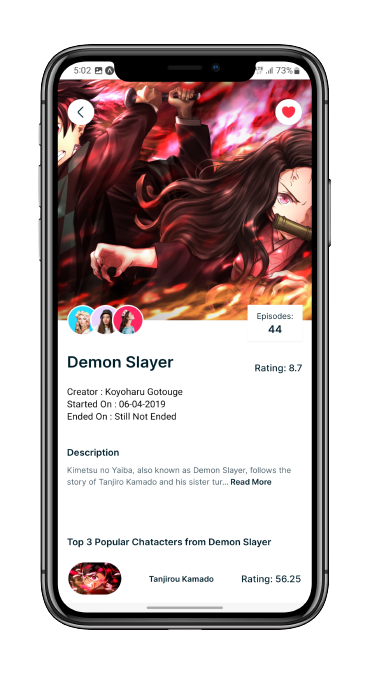 5:02
73%
Episodes:
44
Demon Slayer
Rating: 8.7
Creator : Koyoharu Gotouge
Started On : 06-04-2019
Ended On : Still Not Ended
Description
Kimetsu no Yaiba, also known as Demon Slayer, follows the
story of Tanjiro Kamado and his sister tur... Read More
Top 3 Popular Chatacters from Demon Slayer
Tanjirou Kamado
Rating: 56.25